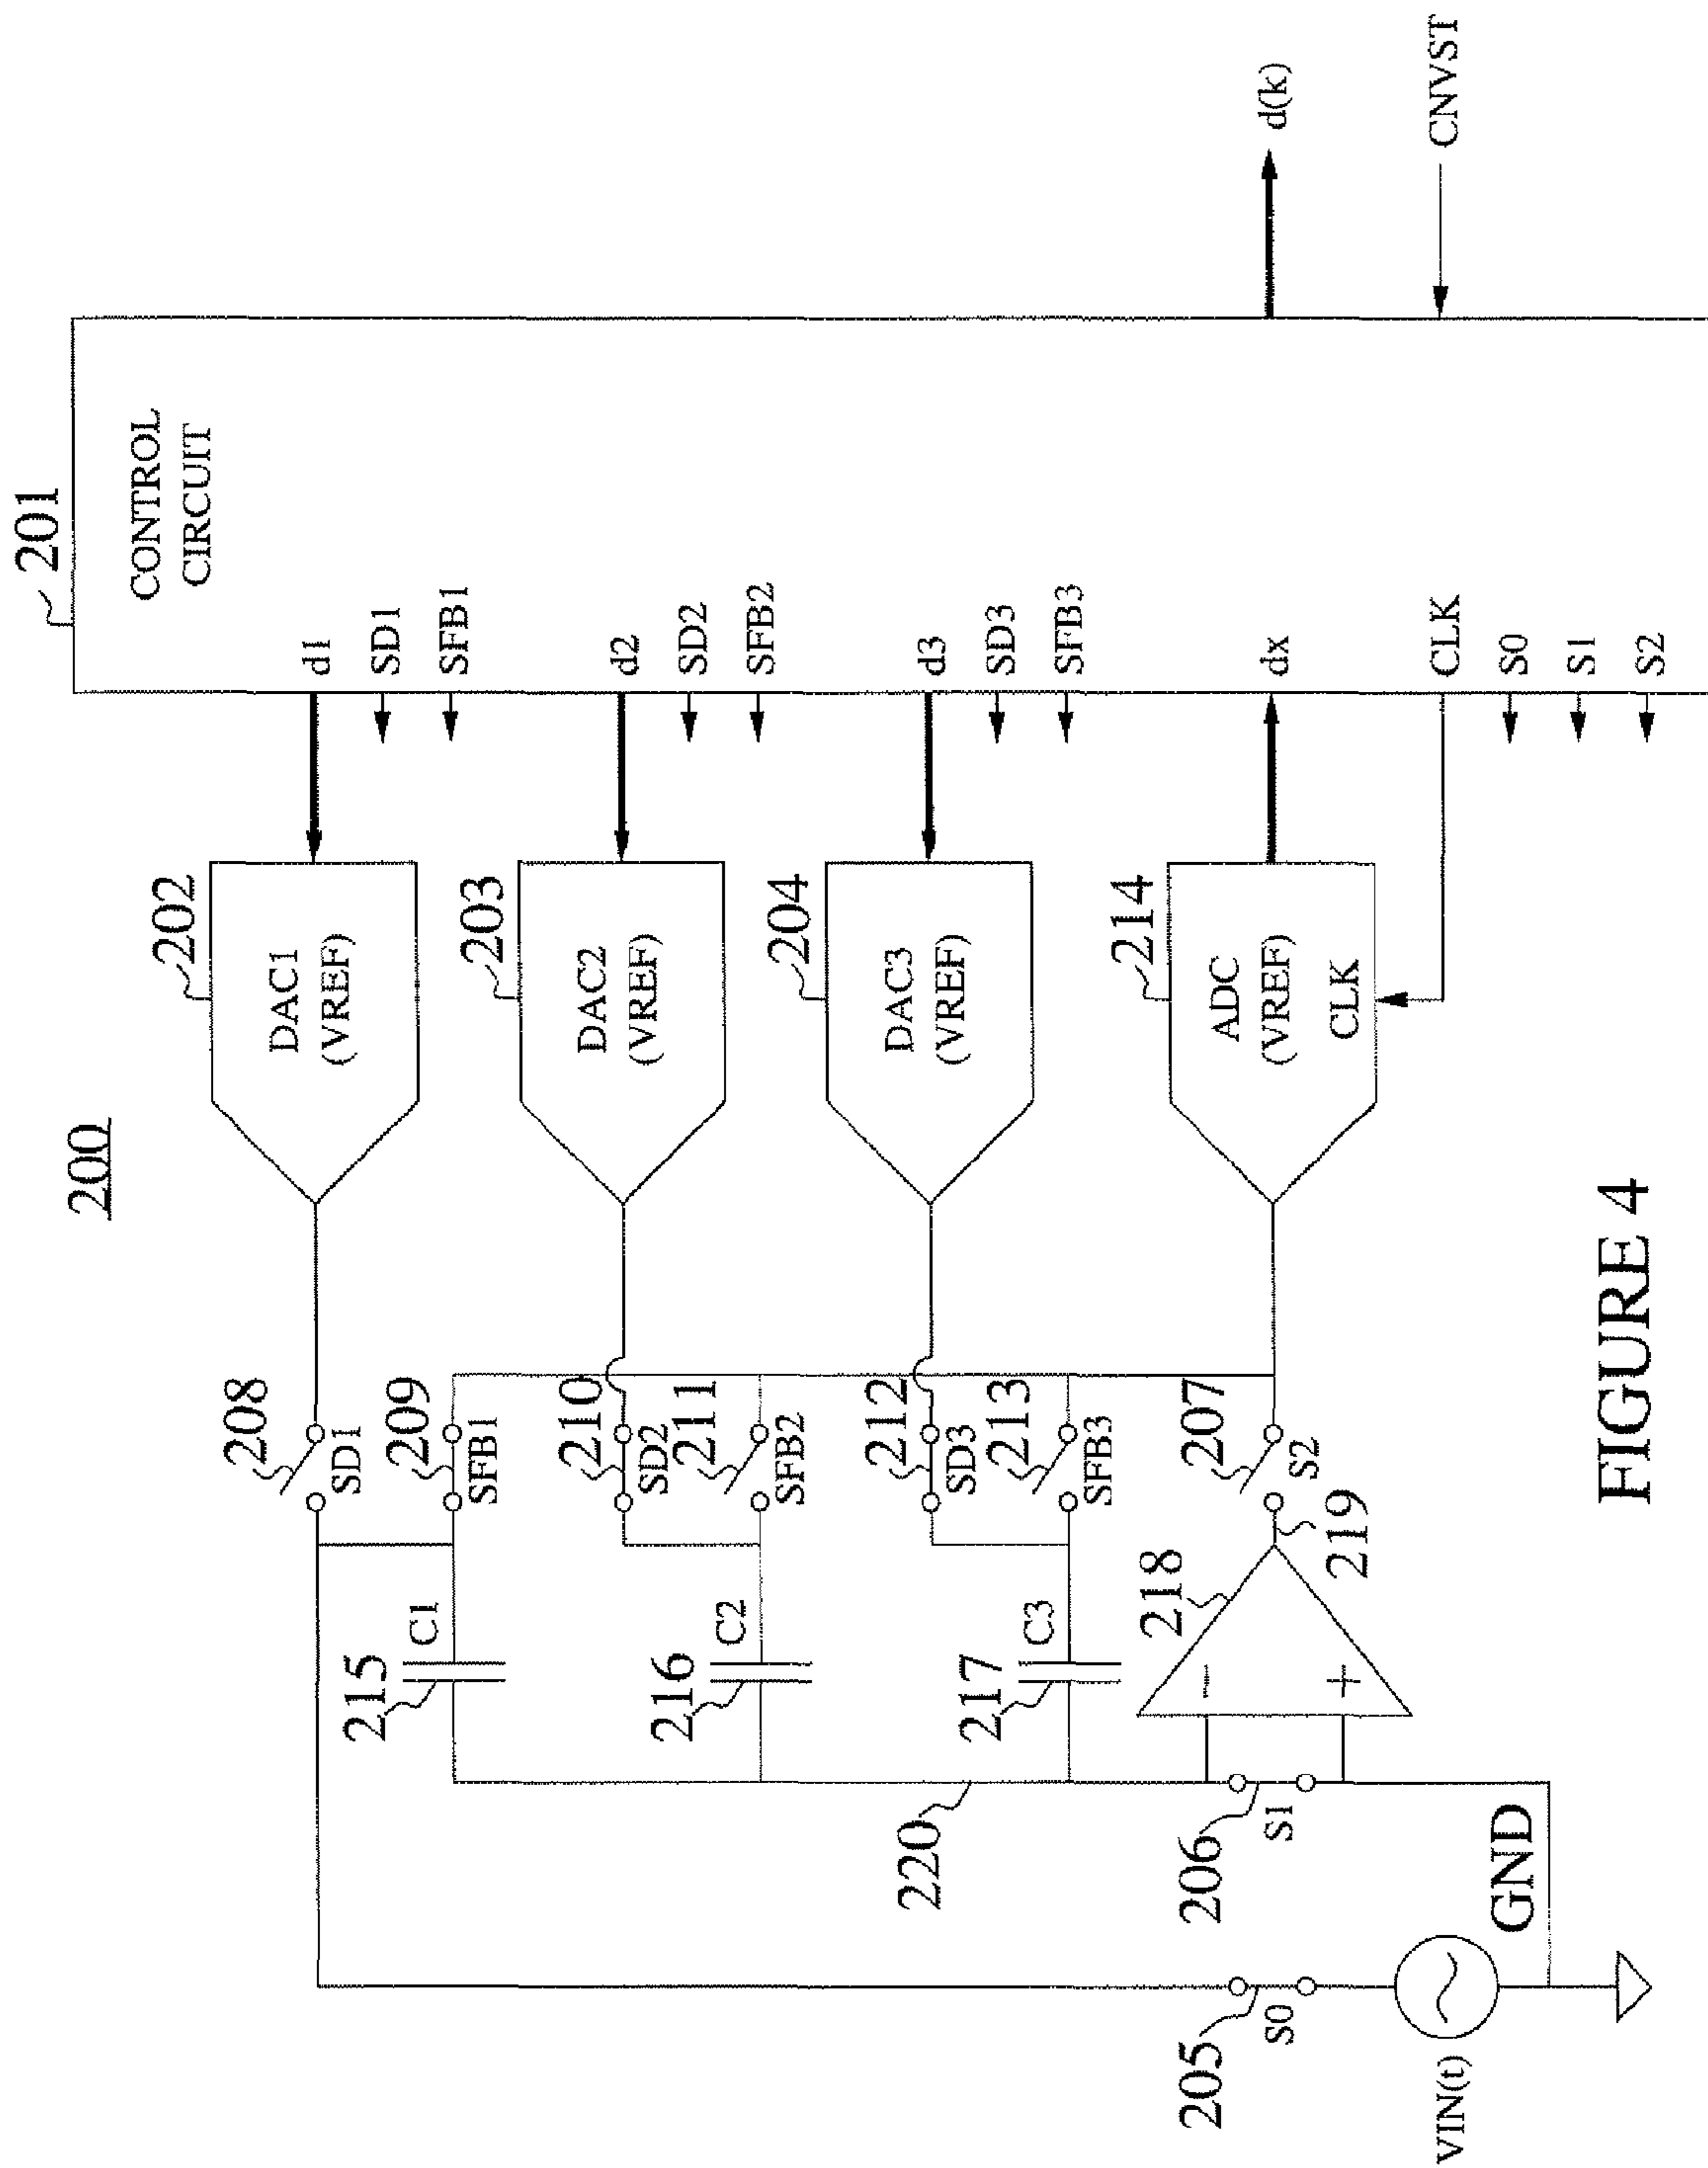 200
201
CONTROL
CIRCUIT
d1
SD1
SFB1
d2
SD2
SFB2
d3
SD3
SFB3
dx
CLK
S0
S1
S2
d(k)
CNVST
202
DAC1
(VREF)
203
DAC2
(VREF)
204
DAC3
(VREF)
214
ADC
(VREF)
CLK
208
SD1
209
SFB1
210
SD2
211
SFB2
212
SD3
213
SFB3
207
S2
215
C1
216
C2
217
C3
218
219
−
+
220
206
S1
205
S0
GND
VIN(t)
FIGURE 4